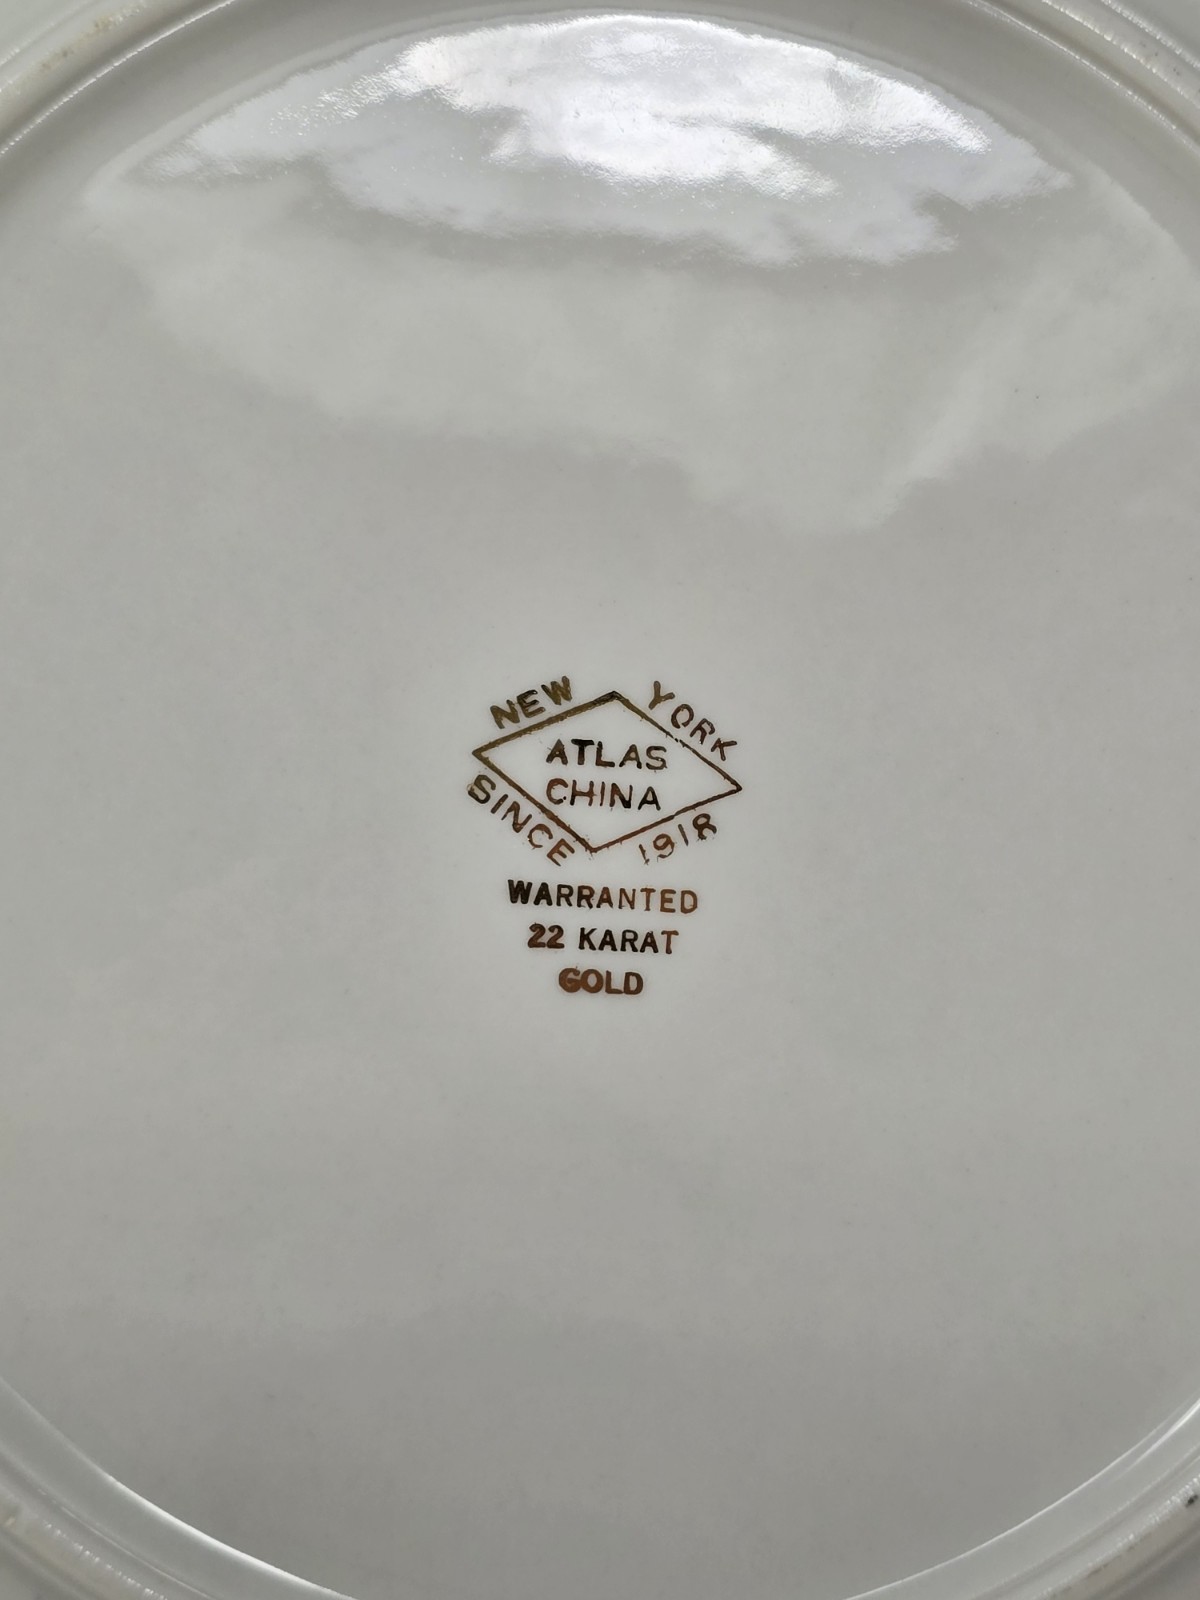 NEW YORK
ATLAS
CHINA
SINCE 1918
WARRANTED
22 KARAT
GOLD